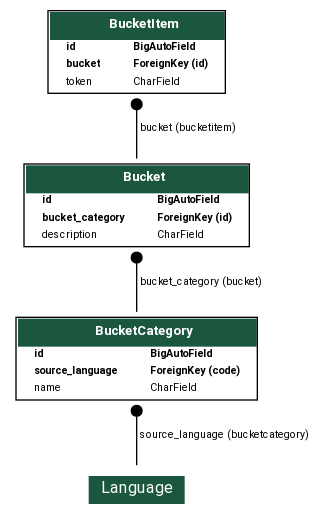 BucketItem
id BigAutoField
bucket ForeignKey (id)
token CharField
bucket (bucketitem)
Bucket
id BigAutoField
bucket_category ForeignKey (id)
description CharField
bucket_category (bucket)
BucketCategory
id BigAutoField
source_language ForeignKey (code)
name CharField
source_language (bucketcategory)
Language